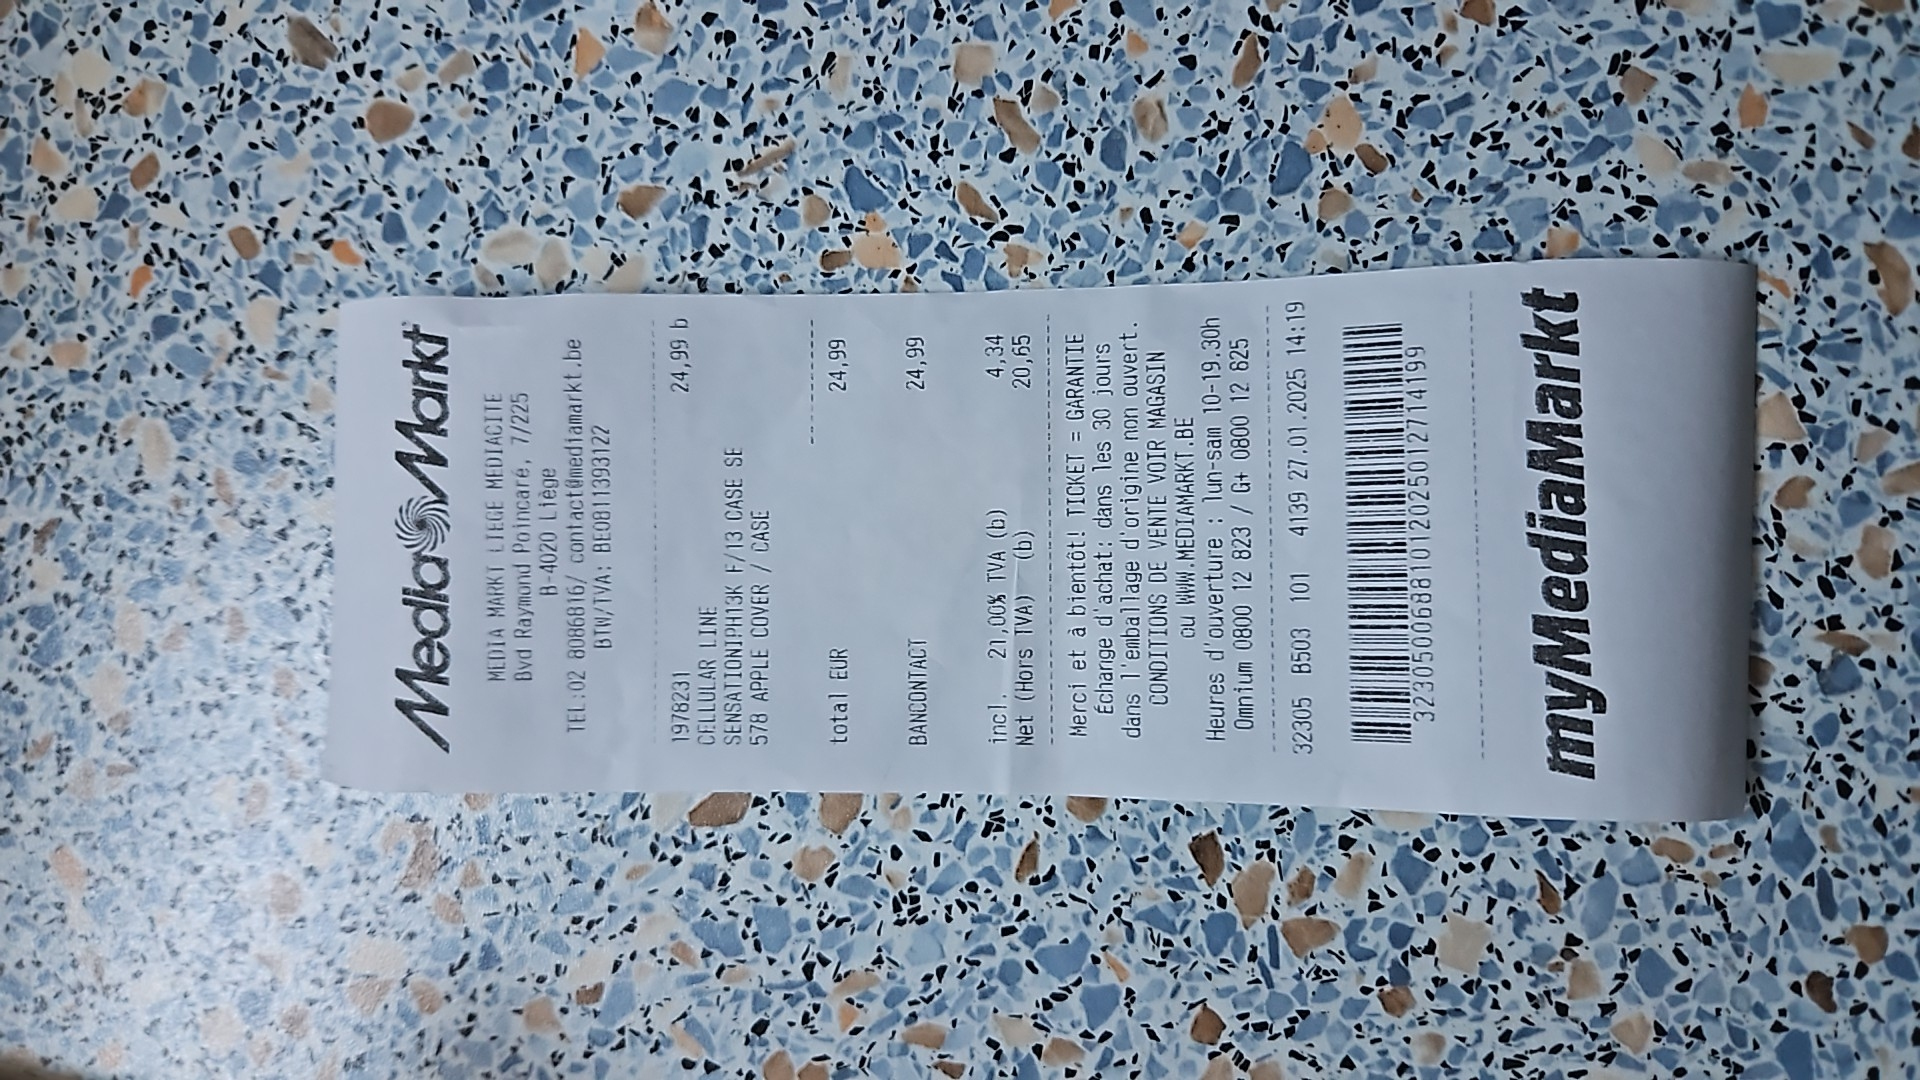 MediaMarkt
MEDIA MARKT LIEGE MEDIACITE
Bvd Raymond Poincaré, 7/225
B-4020 Liège
TEL:02 8086816/ contact@mediamarkt.be
BTW/TVA: BE0811393122
1978231 24,99 b
CELLULAR LINE
SENSATIONIPH13K F/13 CASE SE
578 APPLE COVER / CASE
total EUR 24,99
BANCONTACT 24,99
incl. 21,00% TVA (b) 4,34
Net (Hors TVA) (b) 20,65
Merci et à bientôt! TICKET = GARANTIE
Echange d'achat: dans les 30 jours
dans l'emballage d'origine non ouvert.
CONDITIONS DE VENTE VOIR MAGASIN
ou WWW.MEDIAMARKT.BE
Heures d'ouverture : lun-sam 10-19.30h
Omnium 0800 12 823 / G+ 0800 12 825
32305 B503 101 4139 27.01.2025 14:19
3230500688101202501271419​9
myMediaMarkt